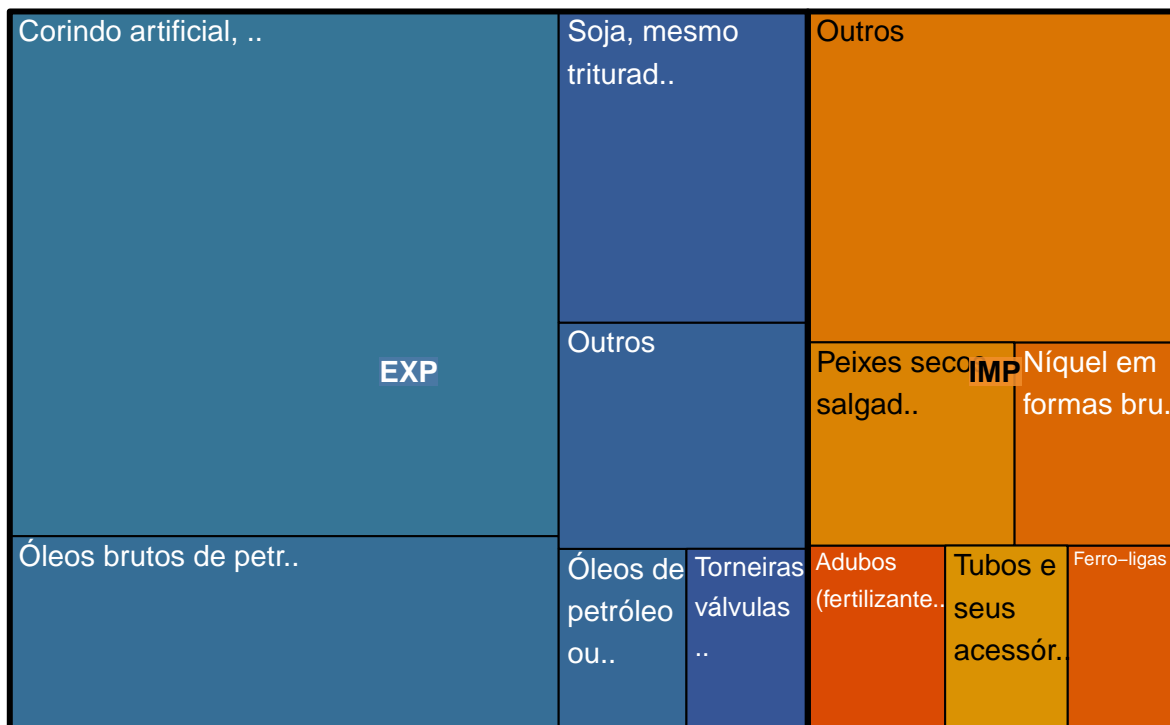 Corindo artificial, ..
Soja, mesmo
triturad..
Outros
Outros
EXP
Peixes secos
salgad..
IMP
Níquel em
formas bru.
Óleos brutos de petr..
Óleos de
petróleo
ou..
Torneiras
válvulas
..
Adubos
(fertilizante..
Tubos e
seus
acessór..
Ferro−ligas